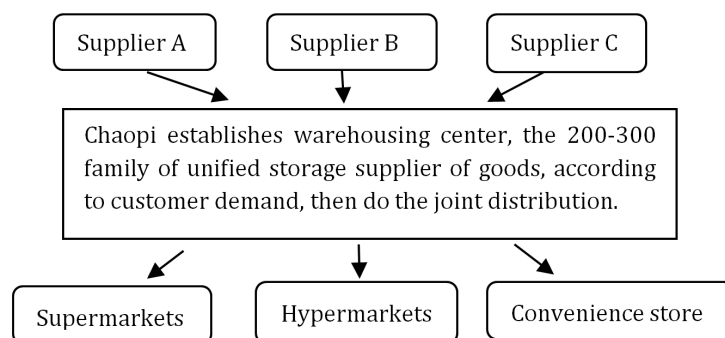 Supplier A
Supplier B
Supplier C
Chaopi establishes warehousing center, the 200-300
family of unified storage supplier of goods, according
to customer demand, then do the joint distribution.
Supermarkets
Hypermarkets
Convenience store